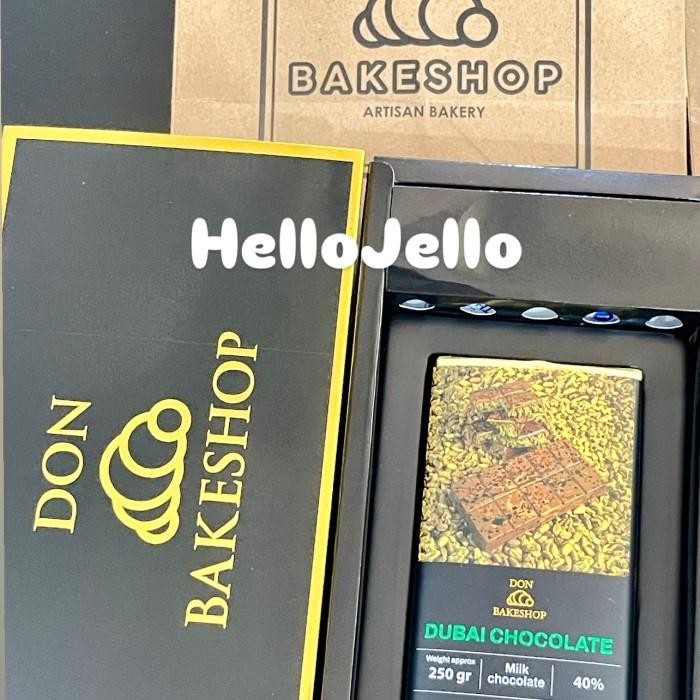 BAKESHOP
ARTISAN BAKERY
HelloJello
DON
BAKESHOP
DON
BAKESHOP
DUBAI CHOCOLATE
Weight approx
250 gr
Milk
chocolate
40%